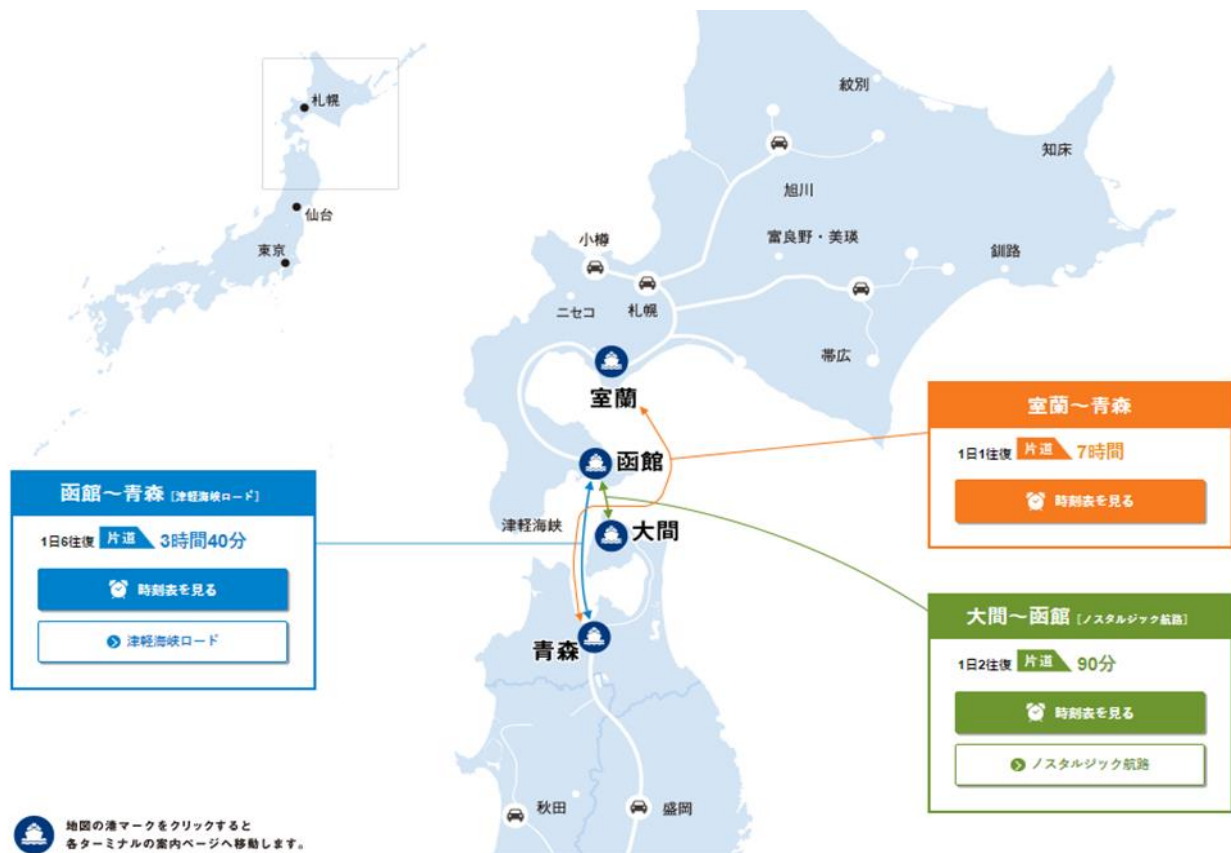 札幌
仙台
東京
紋別
知床
旭川
富良野・美瑛
釧路
小樽
ニセコ
札幌
帯広
室蘭
函館
大間
津軽海峡
青森
秋田
盛岡
函館～青森 [津軽海峡ロード]
1日6往復 片道 3時間40分
時刻表を見る
津軽海峡ロード
室蘭～青森
1日1往復 片道 7時間
時刻表を見る
大間～函館 [ノスタルジック航路]
1日2往復 片道 90分
時刻表を見る
ノスタルジック航路
地図の港マークをクリックすると
各ターミナルの案内ページへ移動します。